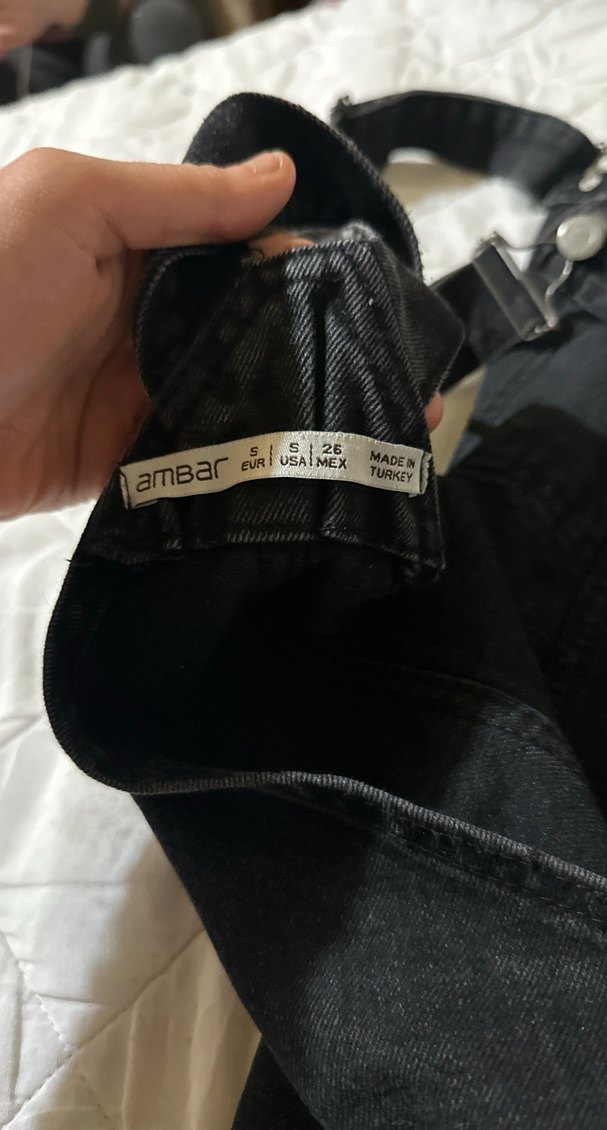 ambar
S EUR | S USA | 26 MEX
MADE IN
TURKEY